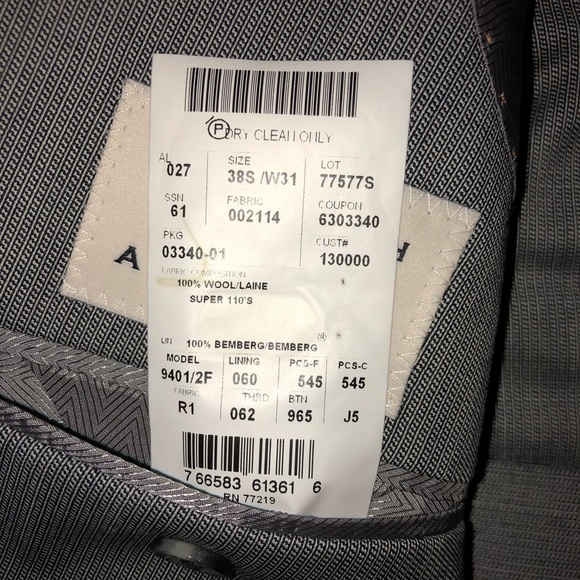 P
DRY CLEAN ONLY
AL 027 SIZE 38S /W31 LOT 77577S
SSN 61 FABRIC 002114 COUPON 6303340
PKG 03340-01 CUST# 130000
FABRIC COMPOSITION
100% WOOL/LAINE
SUPER 110'S
(R)
LIN 100% BEMBERG/BEMBERG
MODEL LINING PCS-F PCS-C
9401/2F 060 545 545
FABRIC THRD BTN
R1 062 965 J5
7 66583 61361 6
RN 77219